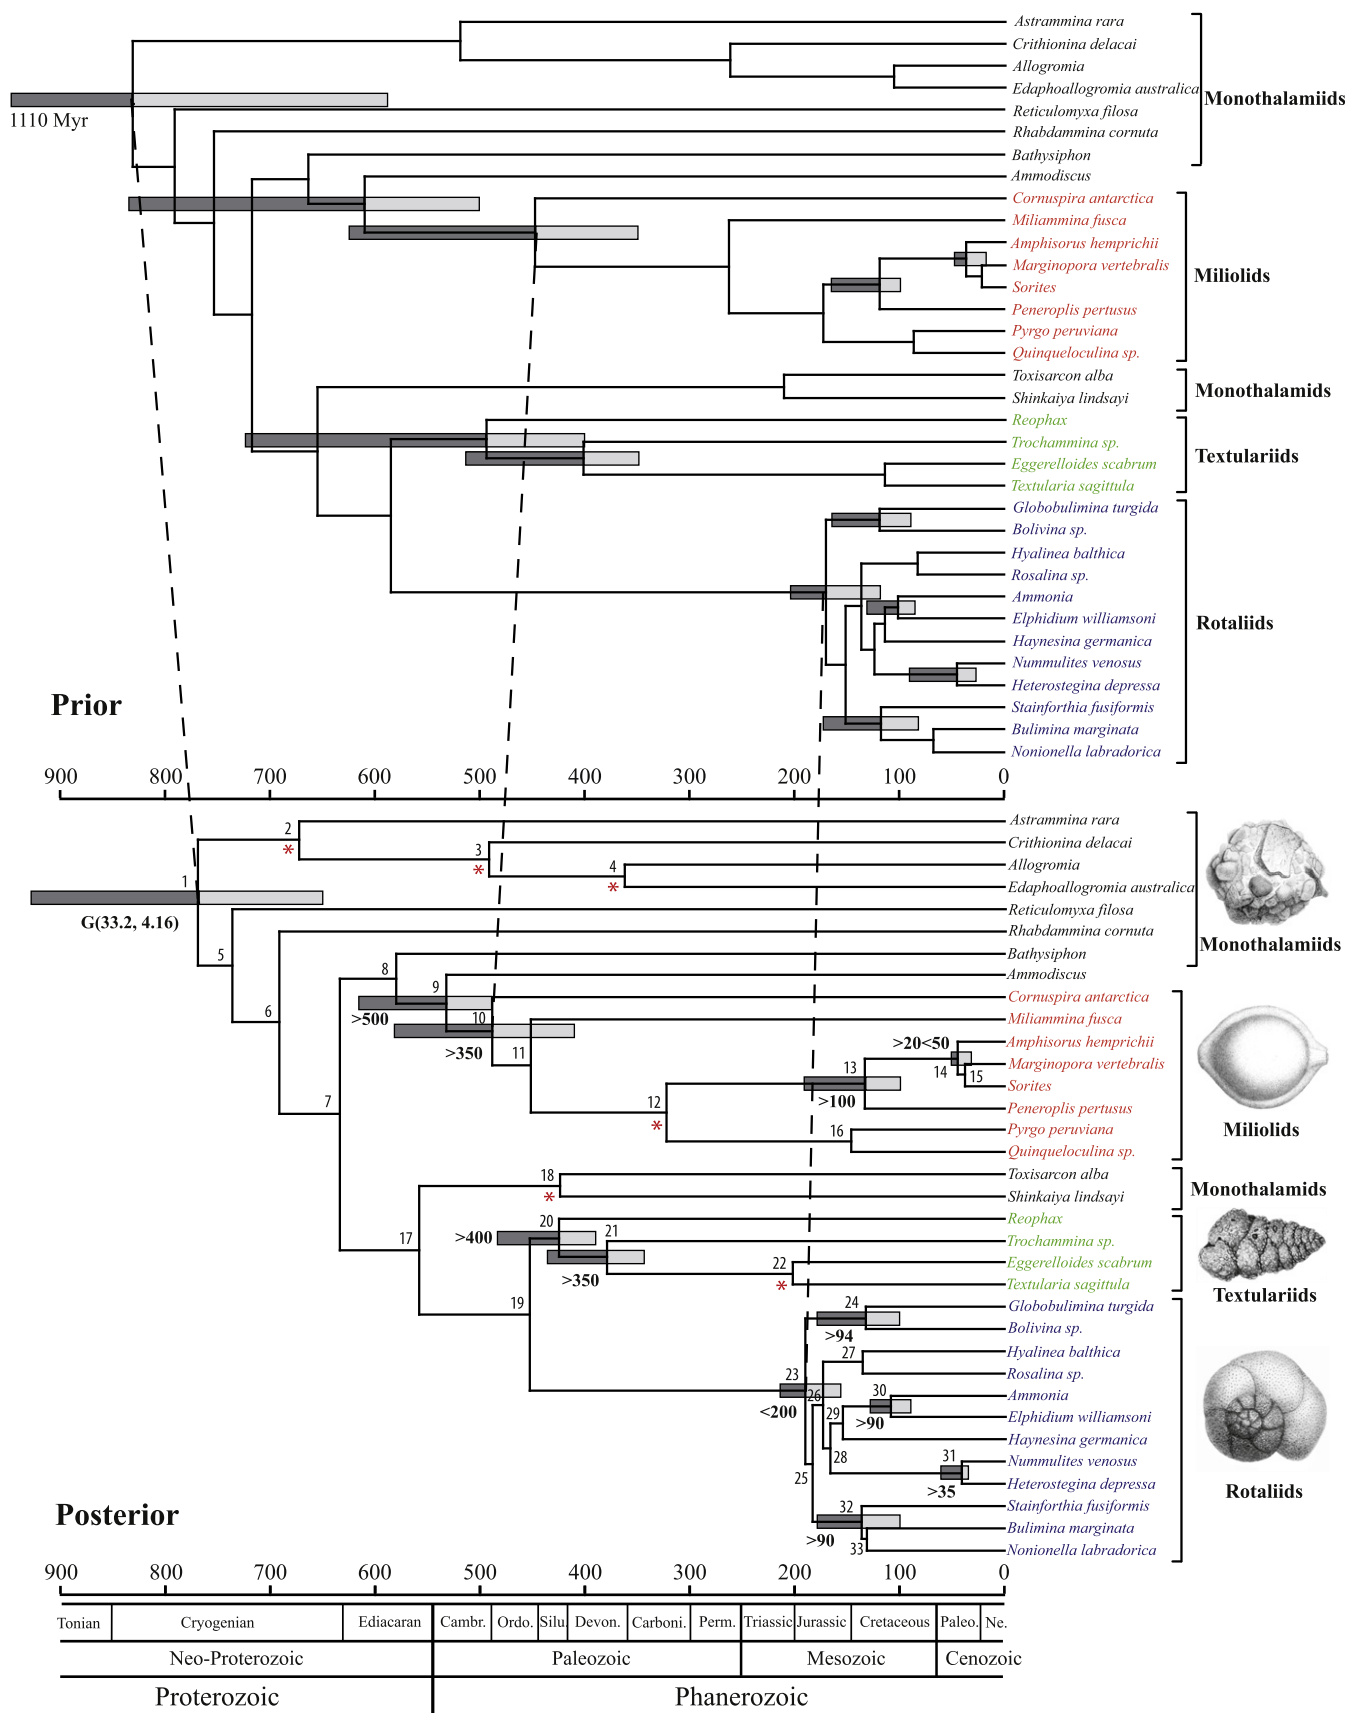 Astrammina rara
Crithionina delacai
Allogromia
Edaphoallogromia australica
Monothalamiids
1110 Myr
Reticulomyxa filosa
Rhabdammina cornuta
Bathysiphon
Ammodiscus
Cornuspira antarctica
Miliammina fusca
Amphisorus hemprichii
Marginopora vertebralis
Miliolids
Sorites
Peneroplis pertusus
Pyrgo peruviana
Quinqueloculina sp.
Toxisarcon alba
Monothalamids
Shinkaiya lindsayi
Reophax
Trochammina sp.
Textulariids
Eggerelloides scabrum
Textularia sagittula
Globobulimina turgida
Bolivina sp.
Hyalinea balthica
Rosalina sp.
Ammonia
Elphidium williamsoni
Rotaliids
Haynesina germanica
Nummulites venosus
Heterostegina depressa
Prior
Stainforthia fusiformis
Bulimina marginata
Nonionella labradorica
900 800 700 600 500 400 300 200 100 0
Astrammina rara
2
*
Crithionina delacai
3
*
Allogromia
4
*
Edaphoallogromia australica
1
G(33.2, 4.16)
Reticulomyxa filosa
Rhabdammina cornuta
Monothalamiids
5
Bathysiphon
8
Ammodiscus
9
Cornuspira antarctica
>500
6
10
Miliammina fusca
>350
11
Amphisorus hemprichii
>20<50
Marginopora vertebralis
13
14
15
Sorites
>100
7
12
*
Peneroplis pertusus
Pyrgo peruviana
16
Miliolids
Quinqueloculina sp.
Toxisarcon alba
18
Monothalamids
*
Shinkaiya lindsayi
Reophax
20
>400
17
21
Trochammina sp.
>350
22
Eggerelloides scabrum
*
Textularia sagittula
Textulariids
19
24
Globobulimina turgida
>94
Bolivina sp.
27
Hyalinea balthica
23
Rosalina sp.
26
30
Ammonia
<200
29
>90
Elphidium williamsoni
Haynesina germanica
28
31
Nummulites venosus
25
>35
Heterostegina depressa
Rotaliids
Posterior
32
Stainforthia fusiformis
>90
Bulimina marginata
33
Nonionella labradorica
900 800 700 600 500 400 300 200 100 0
Tonian Cryogenian Ediacaran Cambr. Ordo. Silu. Devon. Carboni. Perm. Triassic Jurassic Cretaceous Paleo. Ne.
Neo-Proterozoic Paleozoic Mesozoic Cenozoic
Proterozoic Phanerozoic